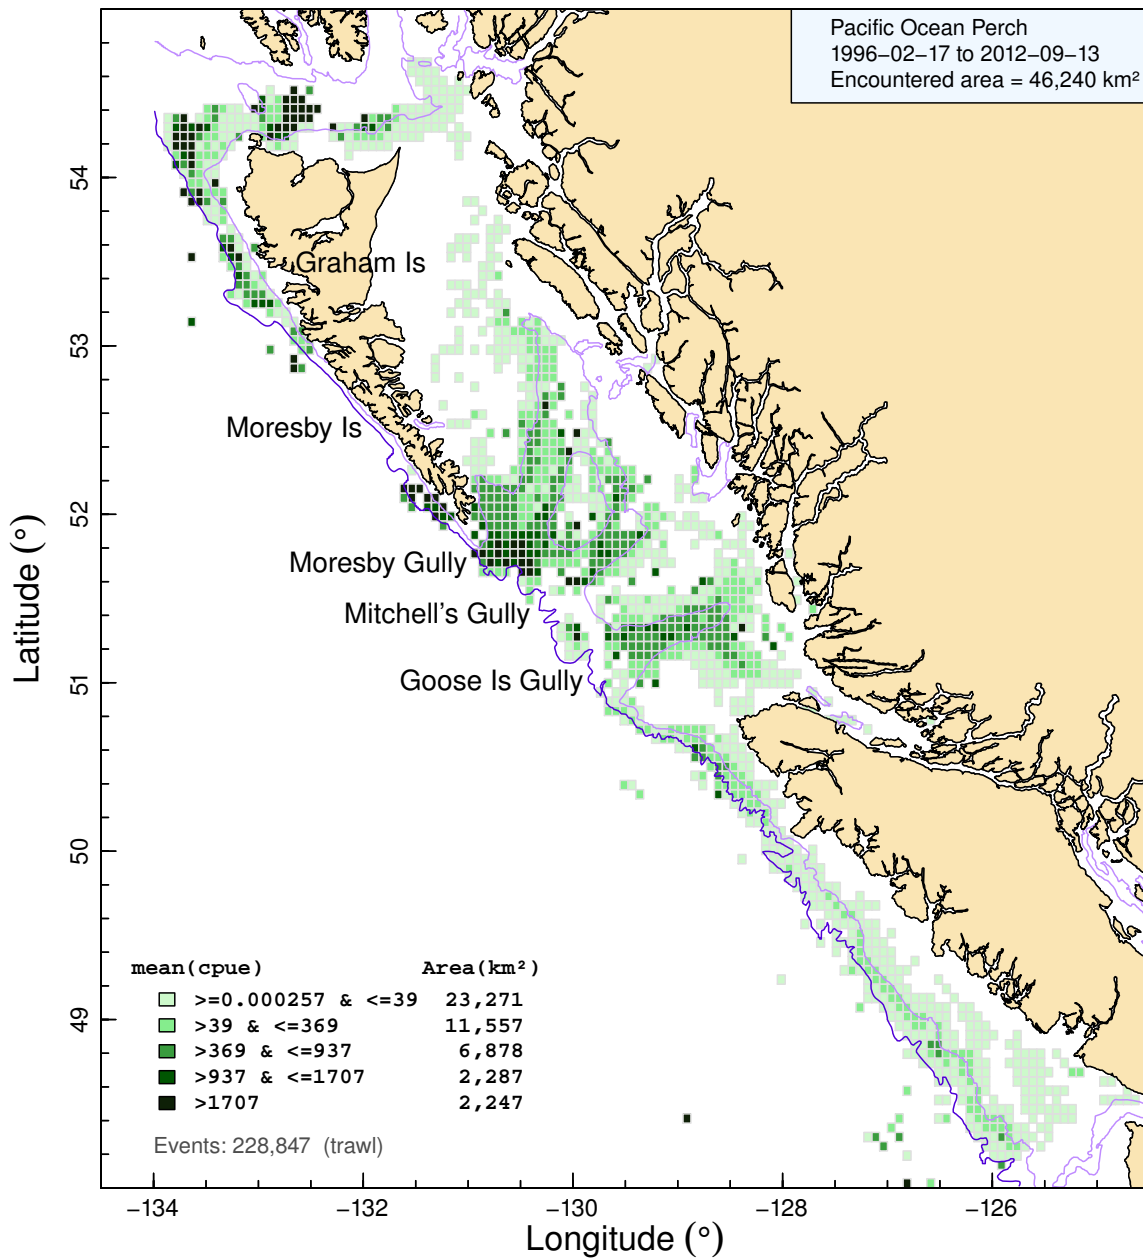 Pacific Ocean Perch
1996−02−17 to 2012−09−13
Encountered area = 46,240 km²
Graham Is
Moresby Is
Moresby Gully
Mitchell's Gully
Goose Is Gully
Latitude (°)
54
53
52
51
50
49
mean(cpue) Area(km²)
>=0.000257 & <=39 23,271
>39 & <=369 11,557
>369 & <=937 6,878
>937 & <=1707 2,287
>1707 2,247
Events: 228,847 (trawl)
−134 −132 −130 −128 −126
Longitude (°)